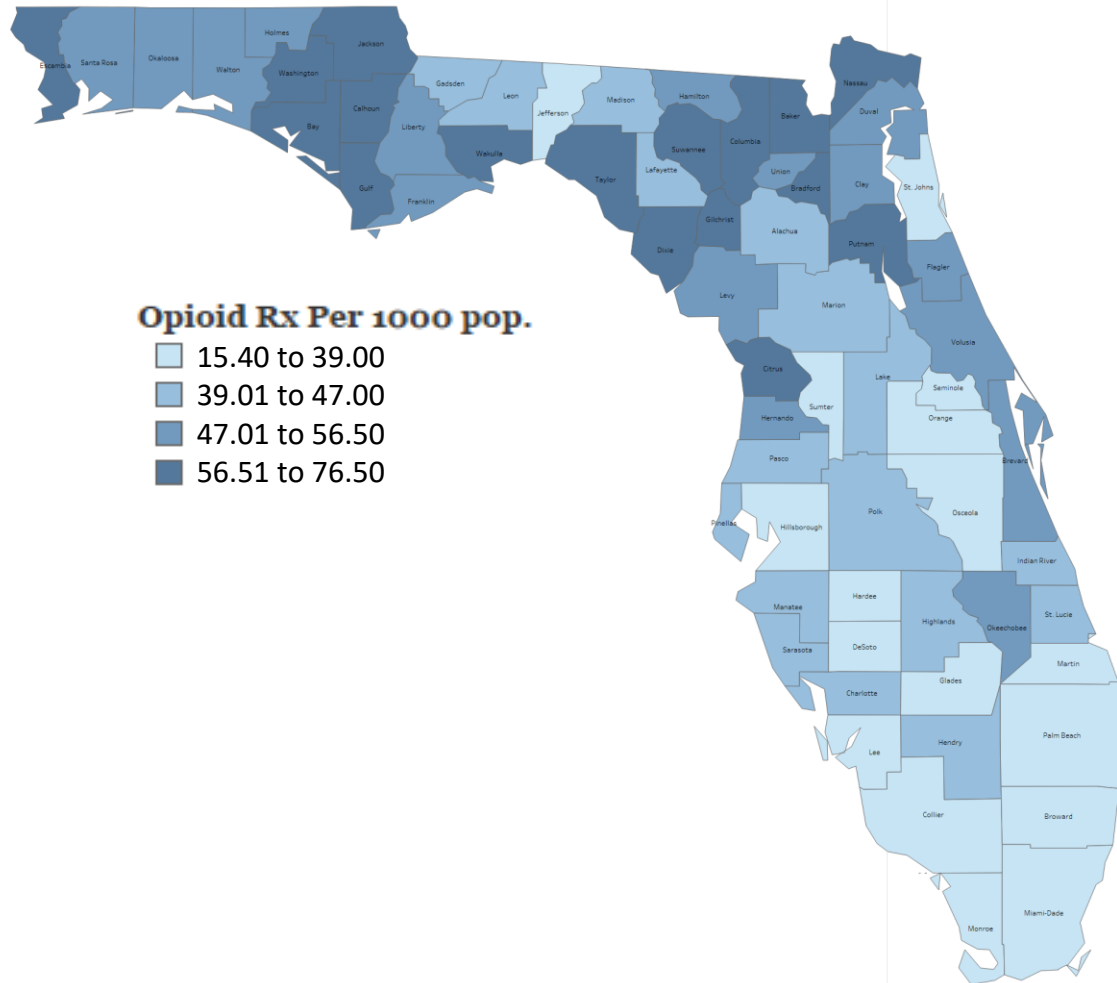 Holmes
Jackson
Escambia
Santa Rosa
Okaloosa
Walton
Washington
Gadsden
Leon
Jefferson
Madison
Hamilton
Nassau
Baker
Duval
Calhoun
Bay
Liberty
Wakulla
Suwannee
Columbia
Lafayette
Taylor
Union
Bradford
Clay
St. Johns
Gulf
Franklin
Gilchrist
Alachua
Putnam
Dixie
Flagler
Levy
Marion
Volusia
Opioid Rx Per 1000 pop.
15.40 to 39.00
39.01 to 47.00
47.01 to 56.50
56.51 to 76.50
Citrus
Lake
Seminole
Sumter
Hernando
Orange
Pasco
Brevard
Polk
Osceola
Pinellas
Hillsborough
Indian River
Hardee
Manatee
Highlands
Okeechobee
St. Lucie
Sarasota
DeSoto
Martin
Glades
Charlotte
Palm Beach
Lee
Hendry
Collier
Broward
Miami-Dade
Monroe